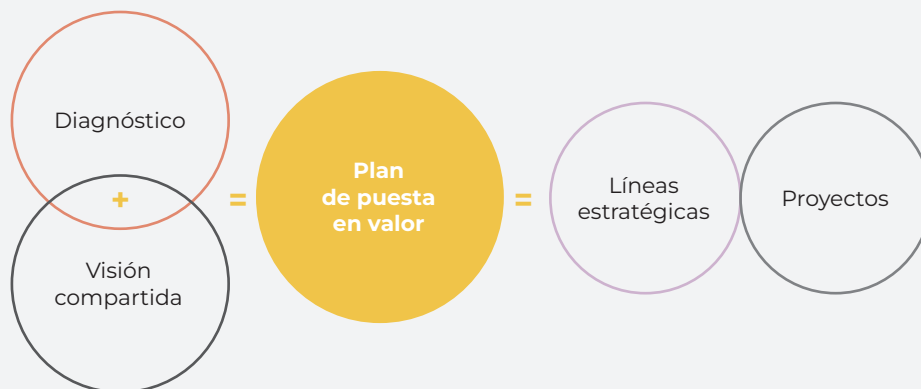 Diagnóstico
+
Visión
compartida
=
Plan
de puesta
en valor
=
Líneas
estratégicas
Proyectos